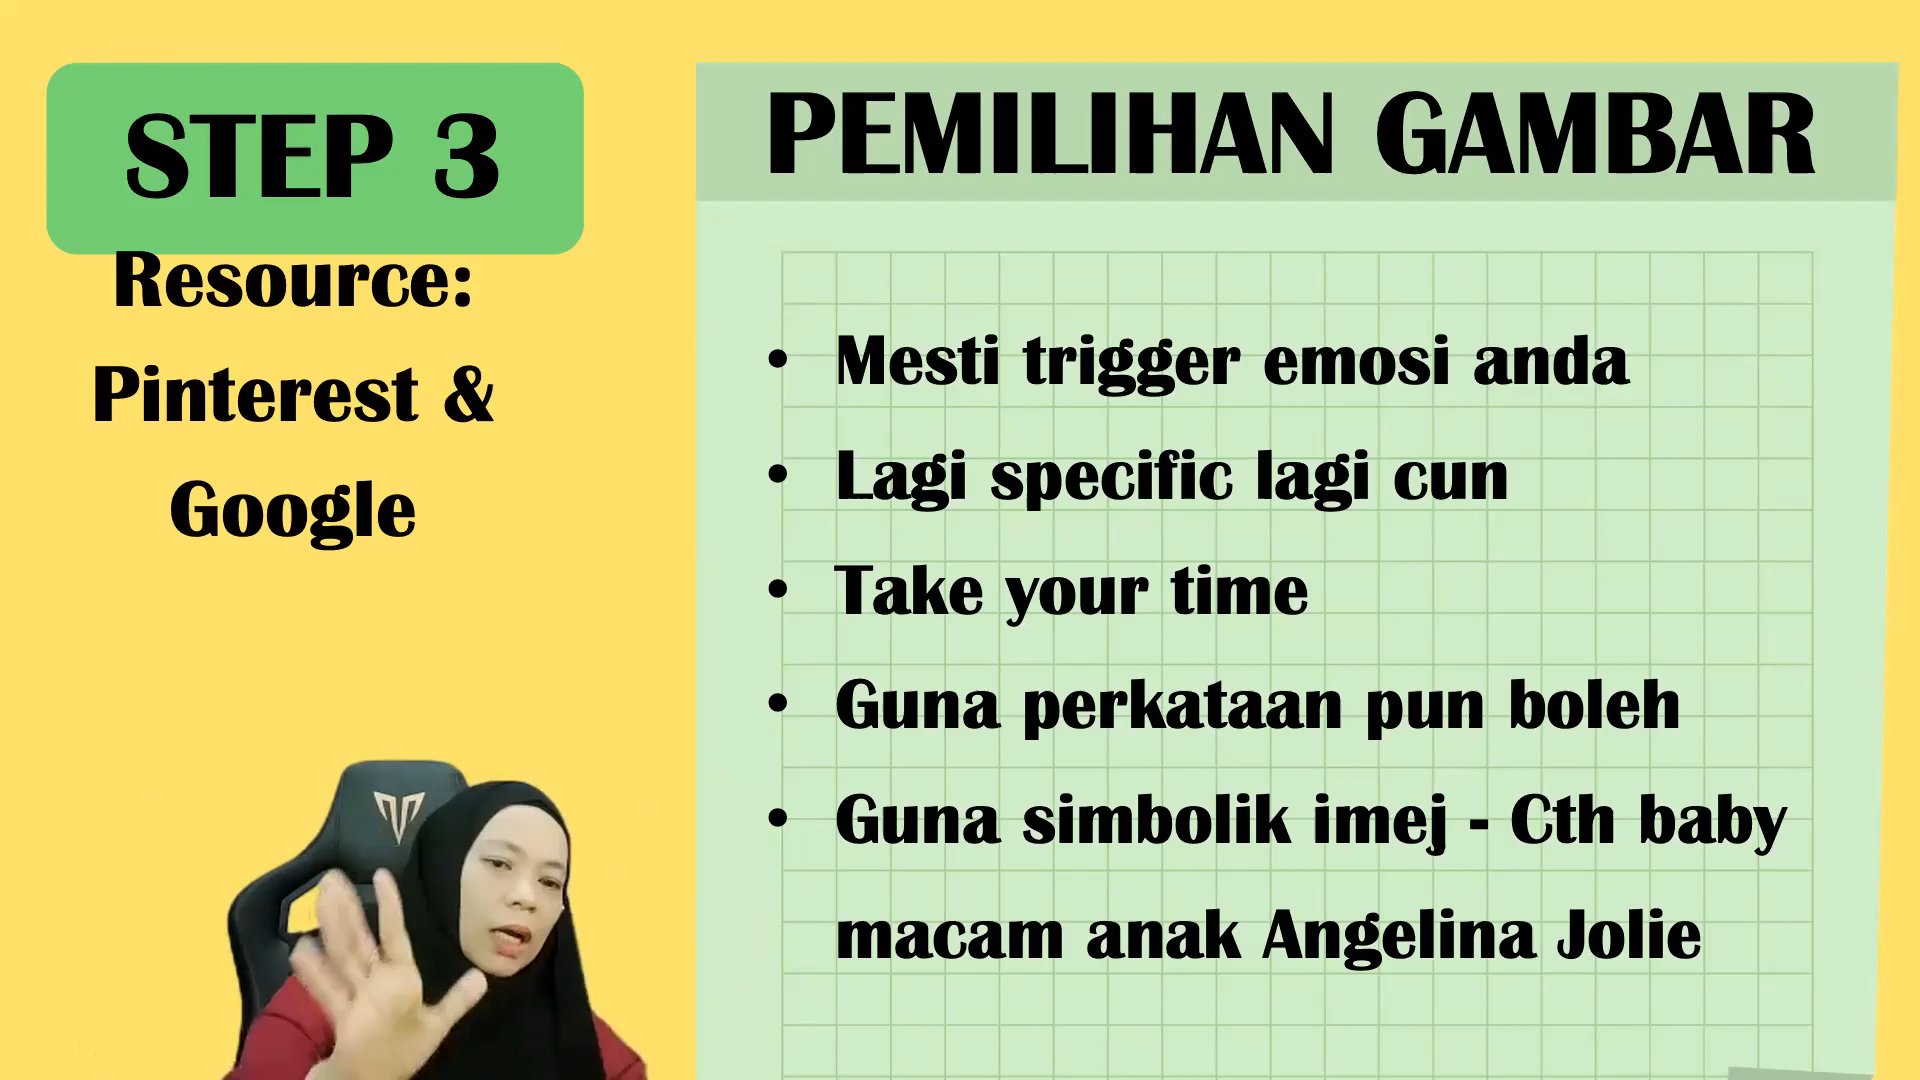 STEP 3
Resource:
Pinterest &
Google
PEMILIHAN GAMBAR
• Mesti trigger emosi anda
• Lagi specific lagi cun
• Take your time
• Guna perkataan pun boleh
• Guna simbolik imej - Cth baby
macam anak Angelina Jolie